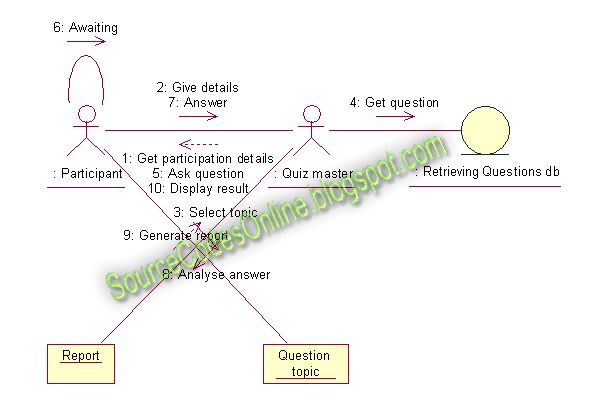 6: Awaiting
2: Give details
7: Answer
4: Get question
1: Get participation details
5: Ask question
10: Display result
: Participant
: Quiz master
: Retrieving Questions db
3: Select topic
9: Generate report
8: Analyse answer
SourceCodesOnline.blogspot.com
Report
Question
topic